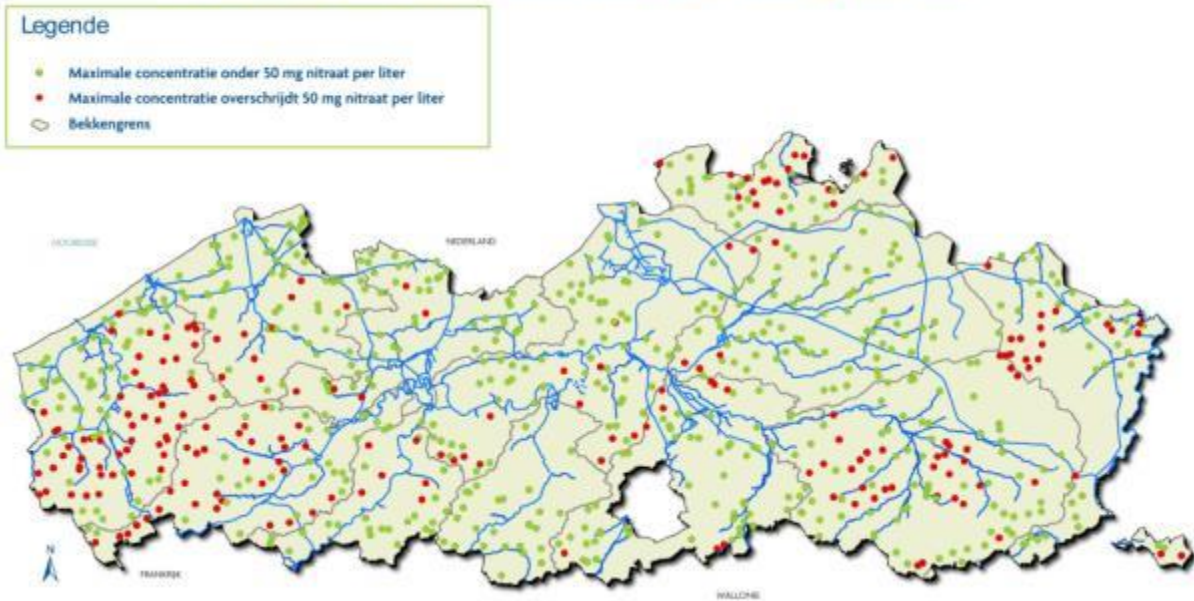 Legende
Maximale concentratie onder 50 mg nitraat per liter
Maximale concentratie overschrijdt 50 mg nitraat per liter
Bekkengrens
NEDERLAND
N
FRANKRIJK
WALLONIE